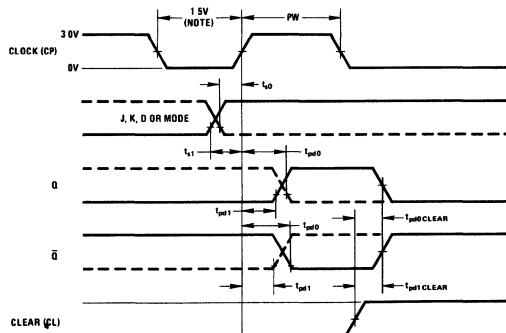 1 5V
(NOTE)
PW
3 0V
CLOCK (CP)
0V
t_s0
J, K, D OR MODE
t_s1
t_pd0
Q
t_pd1
t_pd0 CLEAR
t_pd0
Q̅
t_pd1
t_pd1 CLEAR
CLEAR (CL)